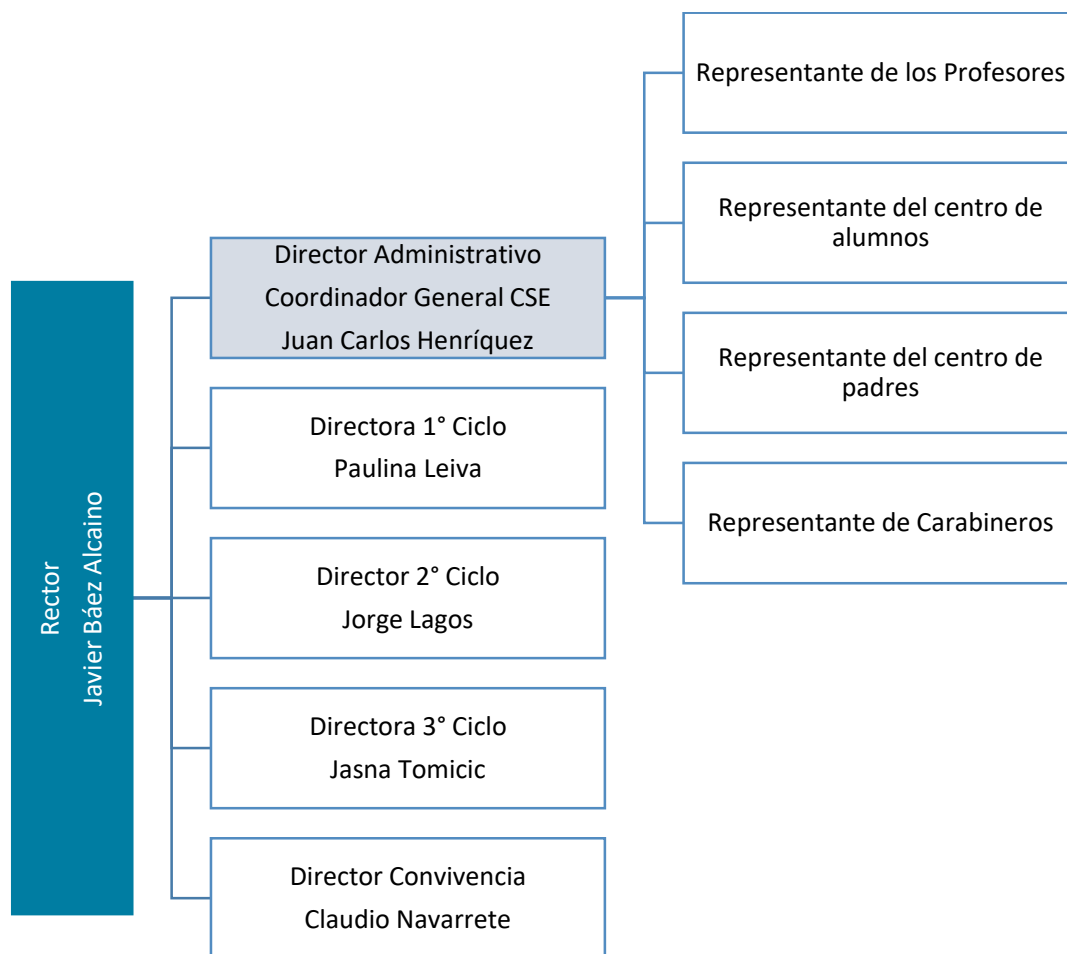 Rector
Javier Báez Alcaino
Director Administrativo
Coordinador General CSE
Juan Carlos Henríquez
Directora 1° Ciclo
Paulina Leiva
Director 2° Ciclo
Jorge Lagos
Directora 3° Ciclo
Jasna Tomicic
Director Convivencia
Claudio Navarrete
Representante de los Profesores
Representante del centro de
alumnos
Representante del centro de
padres
Representante de Carabineros